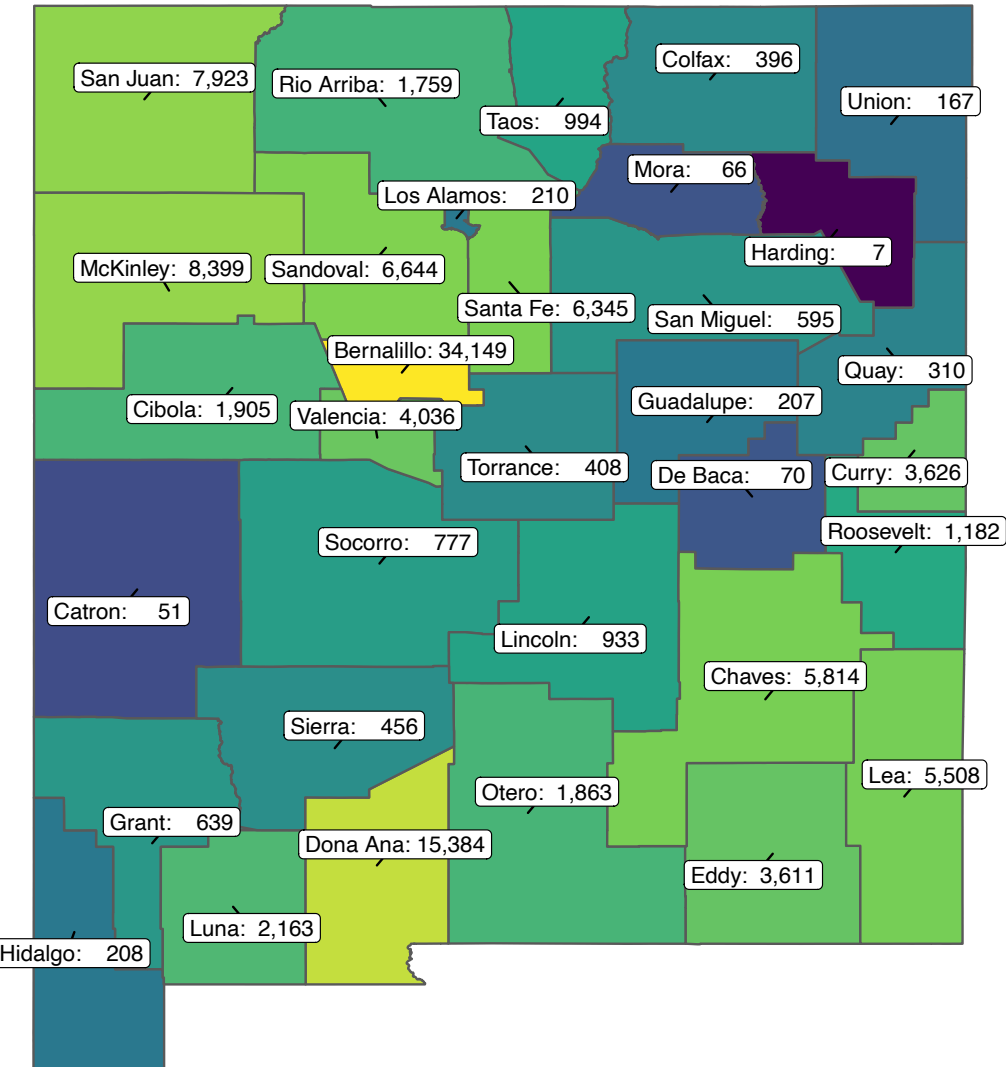 Colfax: 396
San Juan: 7,923
Rio Arriba: 1,759
Union: 167
Taos: 994
Mora: 66
Los Alamos: 210
Harding: 7
McKinley: 8,399
Sandoval: 6,644
Santa Fe: 6,345
San Miguel: 595
Bernalillo: 34,149
Quay: 310
Guadalupe: 207
Cibola: 1,905
Valencia: 4,036
Torrance: 408
De Baca: 70
Curry: 3,626
Roosevelt: 1,182
Socorro: 777
Catron: 51
Lincoln: 933
Chaves: 5,814
Sierra: 456
Lea: 5,508
Otero: 1,863
Grant: 639
Dona Ana: 15,384
Eddy: 3,611
Luna: 2,163
Hidalgo: 208